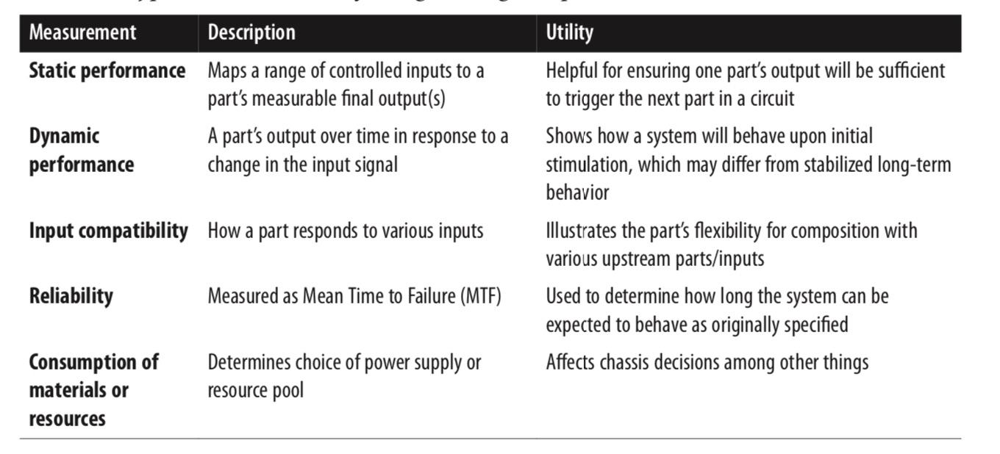 Measurement Description Utility
Static performance Maps a range of controlled inputs to a Helpful for ensuring one part's output will be sufficient
part's measurable final output(s) to trigger the next part in a circuit
Dynamic A part's output over time in response to a Shows how a system will behave upon initial
performance change in the input signal stimulation, which may differ from stabilized long-term
behavior
Input compatibility How a part responds to various inputs Illustrates the part's flexibility for composition with
various upstream parts/inputs
Reliability Measured as Mean Time to Failure (MTF) Used to determine how long the system can be
expected to behave as originally specified
Consumption of Determines choice of power supply or Affects chassis decisions among other things
materials or resource pool
resources